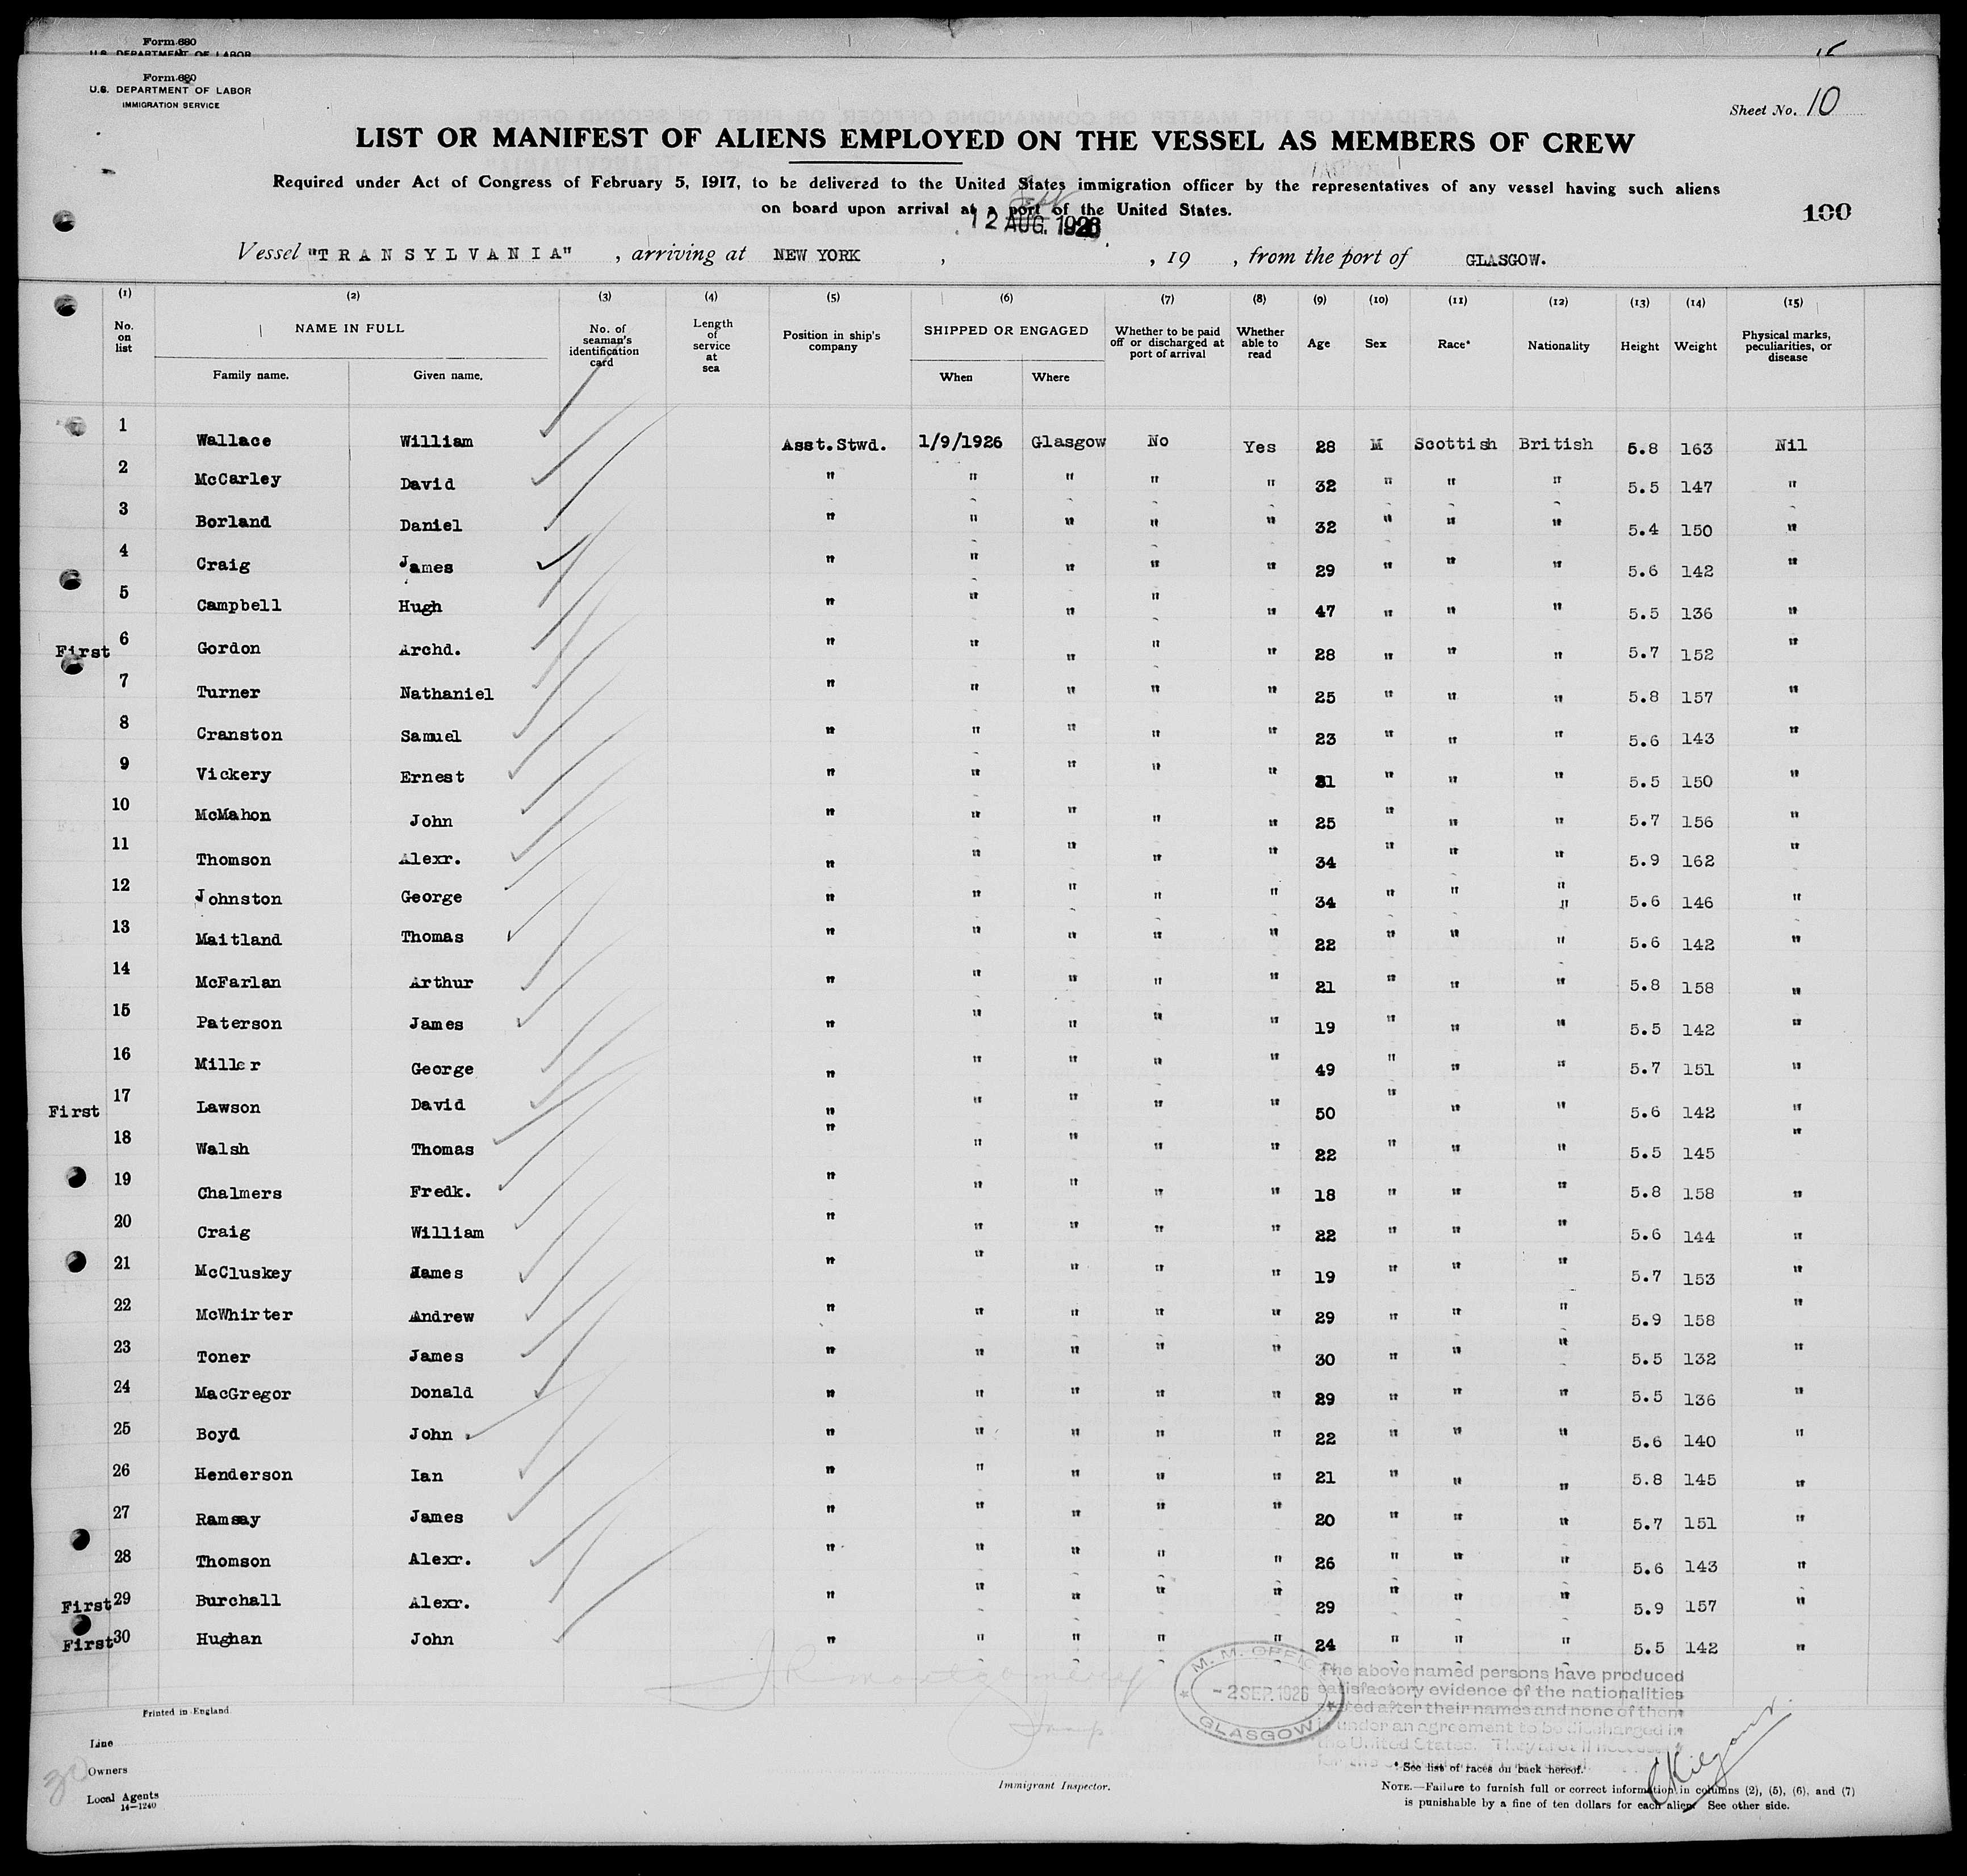 Form 680
U.S. DEPARTMENT OF LABOR
Form 680
U.S. DEPARTMENT OF LABOR
IMMIGRATION SERVICE
Sheet No. 10
LIST OR MANIFEST OF ALIENS EMPLOYED ON THE VESSEL AS MEMBERS OF CREW
Required under Act of Congress of February 5, 1917, to be delivered to the United States immigration officer by the representatives of any vessel having such aliens
on board upon arrival at a port of the United States.
100
12 AUG. 1926
Vessel "TRANSYLVANIA" , arriving at NEW YORK , , 19 , from the port of GLASGOW.
(1) (2) (3) (4) (5) (6) (7) (8) (9) (10) (11) (12) (13) (14) (15)
No. on list NAME IN FULL Family name. Given name. No. of seaman's identification card Length of service at sea Position in ship's company SHIPPED OR ENGAGED When Where Whether to be paid off or discharged at port of arrival Whether able to read Age Sex Race* Nationality Height Weight Physical marks, peculiarities, or disease
1 Wallace William Asst.Stwd. 1/9/1926 Glasgow No Yes 28 M Scottish British 5.8 163 Nil
2 McCarley David " " " " " 32 " " " 5.5 147 "
3 Borland Daniel " " " " " 32 " " " 5.4 150 "
4 Craig James " " " " " 29 " " " 5.6 142 "
5 Campbell Hugh " " " " " 47 " " " 5.5 136 "
First 6 Gordon Archd. " " " " " 28 " " " 5.7 152 "
7 Turner Nathaniel " " " " " 25 " " " 5.8 157 "
8 Cranston Samuel " " " " " 23 " " " 5.6 143 "
9 Vickery Ernest " " " " " " " " 5.5 150 "
10 McMahon John " " " " " 25 " " " 5.7 156 "
11 Thomson Alexr. " " " " " 34 " " " 5.9 162 "
12 Johnston George " " " " " 34 " " " 5.6 146 "
13 Maitland Thomas " " " " " 22 " " " 5.6 142 "
14 McFarlan Arthur " " " " " 21 " " " 5.8 158 "
15 Paterson James " " " " " 19 " " " 5.5 142 "
16 Miller George " " " " " 49 " " " 5.7 151 "
First 17 Lawson David " " " " " 50 " " " 5.6 142 "
18 Walsh Thomas " " " " " 22 " " " 5.5 145 "
19 Chalmers Fredk. " " " " " 18 " " " 5.8 158 "
20 Craig William " " " " " 22 " " " 5.6 144 "
21 McCluskey James " " " " " 19 " " " 5.7 153 "
22 McWhirter Andrew " " " " " 29 " " " 5.9 158 "
23 Toner James " " " " " 30 " " " 5.5 132 "
24 MacGregor Donald " " " " " 29 " " " 5.5 136 "
25 Boyd John " " " " " 22 " " " 5.6 140 "
26 Henderson Ian " " " " " 21 " " " 5.8 145 "
27 Ramsay James " " " " " 20 " " " 5.7 151 "
28 Thomson Alexr. " " " " " 26 " " " 5.6 143 "
First 29 Burchall Alexr. " " " " " 29 " " " 5.9 157 "
First 30 Hughan John " " " " " 24 " " " 5.5 142 "
M. M. OFFICE
- 2 SEP. 1926
GLASGOW
The above named persons have produced
satisfactory evidence of the nationalities
stated after their names and none of them
is under an agreement to be discharged in
the United States.
Printed in England
Line
Owners
Local Agents
14-1240
30
Immigrant Inspector.
* See list of races on back hereof.
NOTE.—Failure to furnish full or correct information in columns (2), (5), (6), and (7)
is punishable by a fine of ten dollars for each alien. See other side.